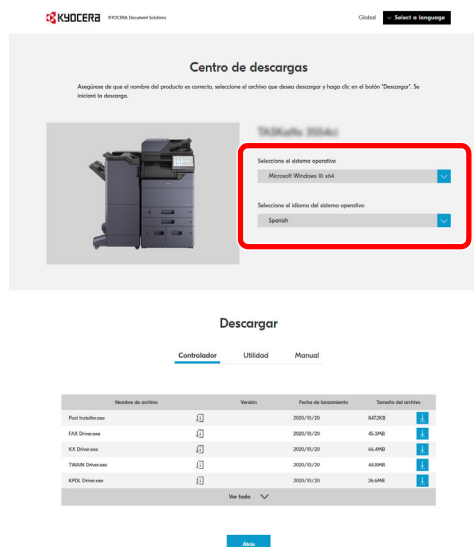 KYOCERA KYOCERA Document Solutions Global Select a language
Centro de descargas
Asegúrese de que el nombre del producto es correcto, seleccione el archivo que desea descargar y haga clic en el botón "Descargar". Se
iniciará la descarga.
Seleccione el sistema operativo
Microsoft Windows 10 x64
Seleccione el idioma del sistema operativo
Spanish
Descargar
Controlador Utilidad Manual
Nombre de archivo Versión Fecha de lanzamiento Tamaño del archivo
Post Installer.exe 2020/10/20 847.2KB
FAX Driver.exe 2020/10/20 45.3MB
KX Driver.exe 2020/10/20 66.4MB
TWAIN Driver.exe 2020/10/20 44.8MB
KPDL Driver.exe 2020/10/20 26.6MB
Ver todo
Atrás